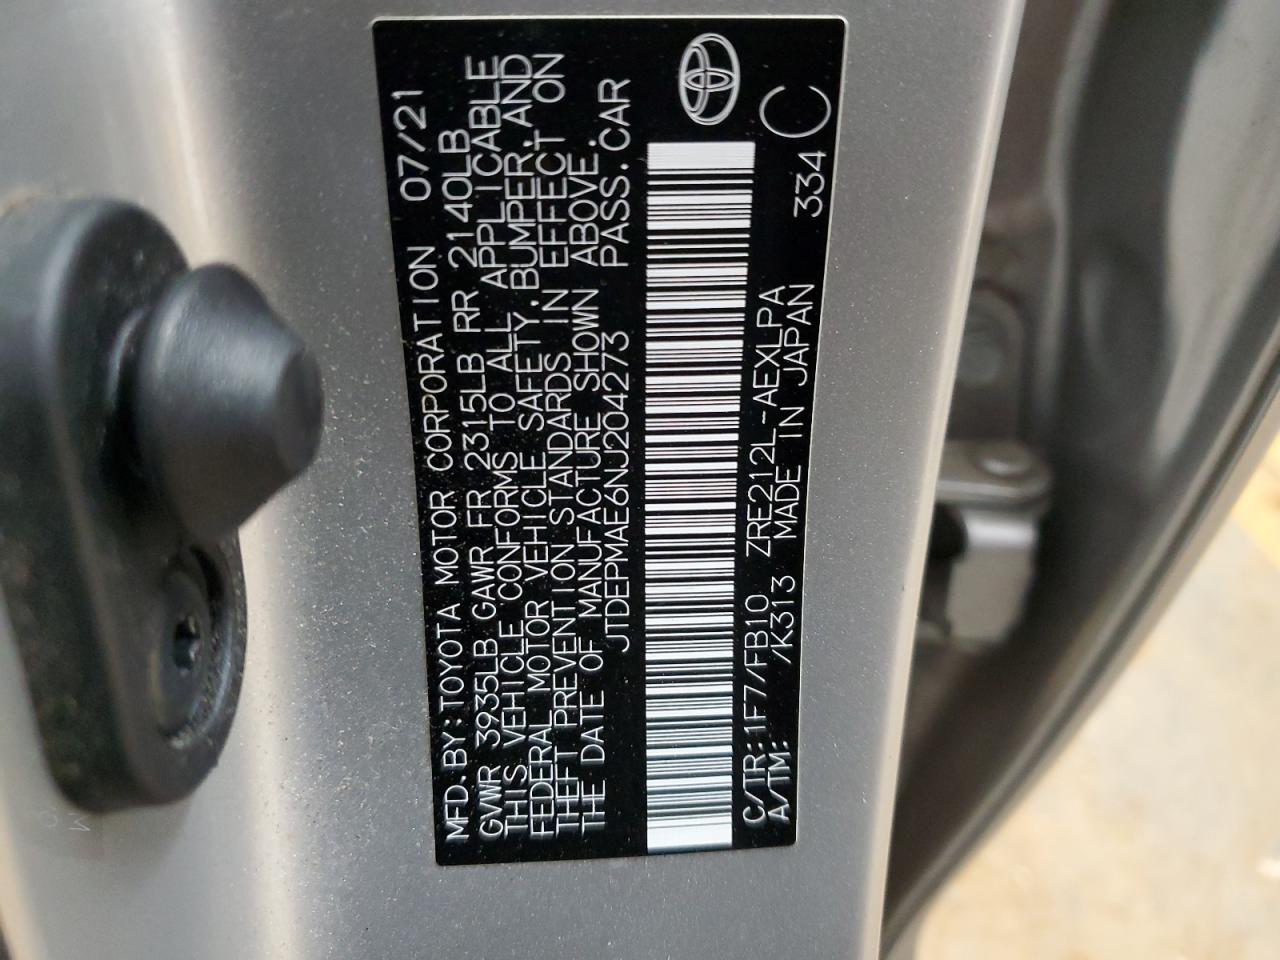 MFD.BY:TOYOTA MOTOR CORPORATION 07/21
GVWR 3935LB GAWR FR 2315LB RR 2140LB
THIS VEHICLE CONFORMS TO ALL APPLICABLE
FEDERAL MOTOR VEHICLE SAFETY,BUMPER,AND
THEFT PREVENTION STANDARDS IN EFFECT ON
THE DATE OF MANUFACTURE SHOWN ABOVE.
JTDEPMAE6NJ204273 PASS.CAR
C/TR:1F7/FB10 ZRE212L-AEXLPA 334
A/TM: /K313 MADE IN JAPAN
C